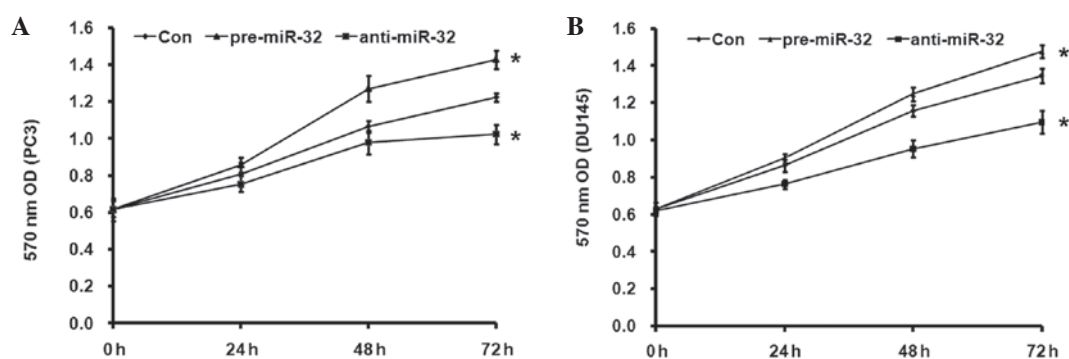 A
1.6
Con pre-miR-32 anti-miR-32
1.4
*
1.2
1.0
*
0.8
0.6
0.4
0.2
0.0
0h 24h 48h 72h
570 nm OD (PC3)
B
1.6
Con pre-miR-32 anti-miR-32
*
1.4
1.2
*
1.0
0.8
0.6
0.4
0.2
0.0
0h 24h 48h 72h
570 nm OD (DU145)